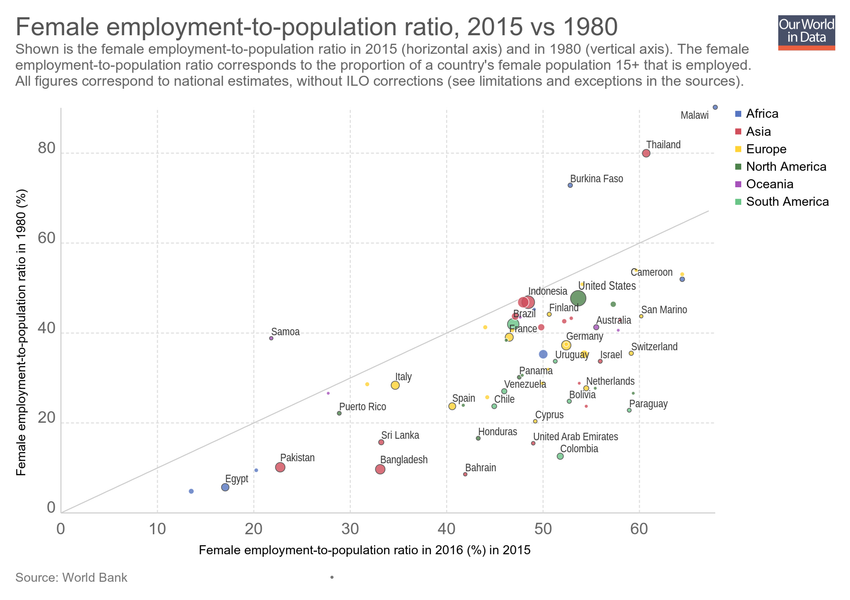 Female employment-to-population ratio, 2015 vs 1980
Our World
in Data
Shown is the female employment-to-population ratio in 2015 (horizontal axis) and in 1980 (vertical axis). The female
employment-to-population ratio corresponds to the proportion of a country's female population 15+ that is employed.
All figures correspond to national estimates, without ILO corrections (see limitations and exceptions in the sources).
Malawi
Africa
Asia
Europe
North America
Oceania
South America
Thailand
80
Burkina Faso
Female employment-to-population ratio in 1980 (%)
60
Cameroon
United States
Indonesia
Finland
San Marino
Brazil
Australia
40
France
Samoa
Germany
Switzerland
Uruguay
Israel
Panama
Italy
Venezuela
Netherlands
Spain
Chile
Bolivia
Puerto Rico
Paraguay
20
Cyprus
Honduras
Sri Lanka
United Arab Emirates
Colombia
Pakistan
Bangladesh
Bahrain
Egypt
0
0
10
20
30
40
50
60
Female employment-to-population ratio in 2016 (%) in 2015
Source: World Bank